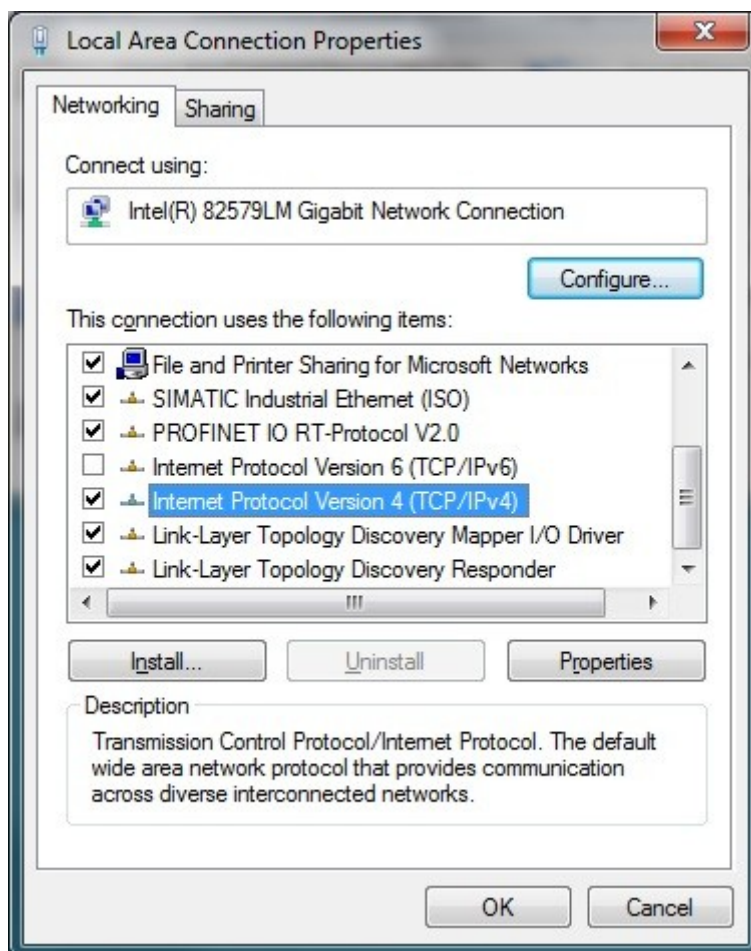 Local Area Connection Properties
Networking
Sharing
Connect using:
Intel(R) 82579LM Gigabit Network Connection
Configure...
This connection uses the following items:
File and Printer Sharing for Microsoft Networks
SIMATIC Industrial Ethernet (ISO)
PROFINET IO RT-Protocol V2.0
Internet Protocol Version 6 (TCP/IPv6)
Internet Protocol Version 4 (TCP/IPv4)
Link-Layer Topology Discovery Mapper I/O Driver
Link-Layer Topology Discovery Responder
Install...
Uninstall
Properties
Description
Transmission Control Protocol/Internet Protocol. The default
wide area network protocol that provides communication
across diverse interconnected networks.
OK
Cancel